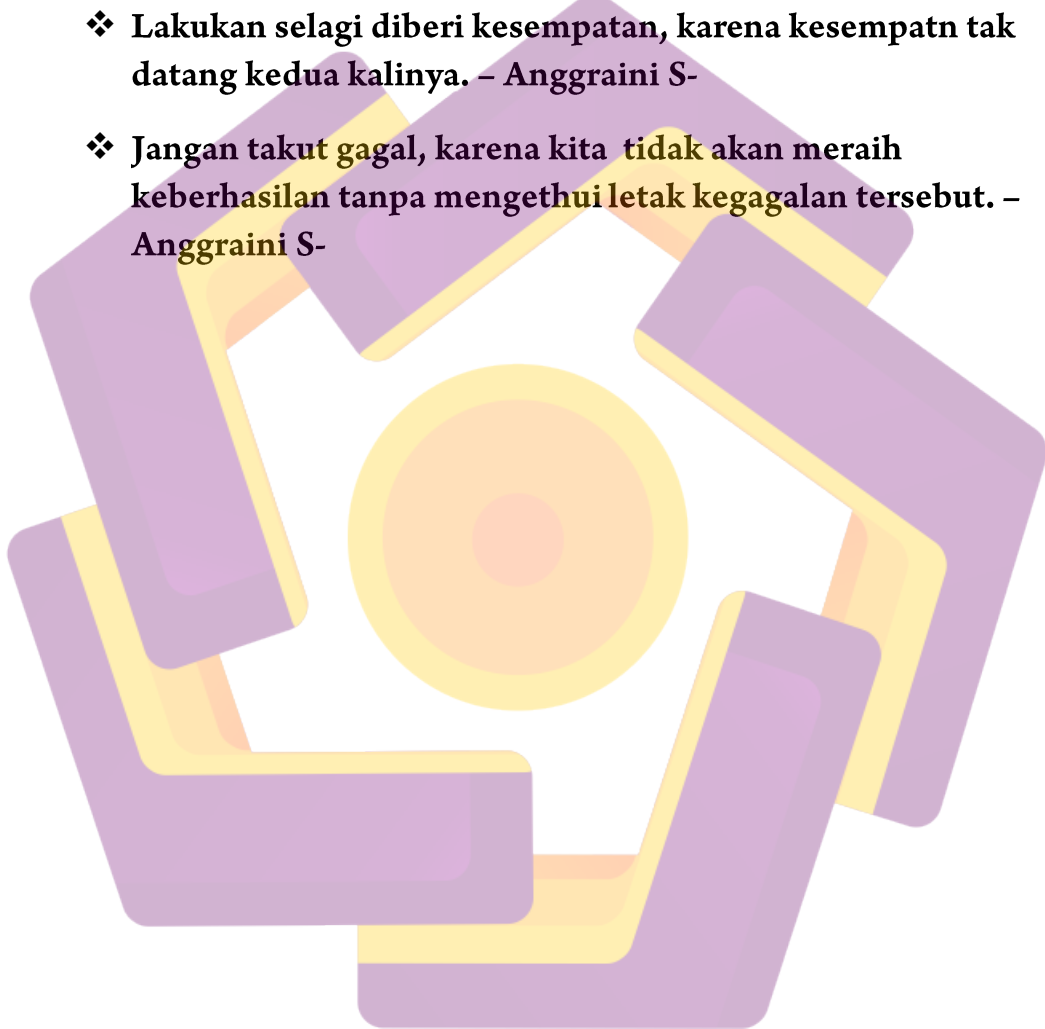 ❖ Lakukan selagi diberi kesempatan, karena kesempatn tak
datang kedua kalinya. – Anggraini S-
❖ Jangan takut gagal, karena kita  tidak akan meraih
keberhasilan tanpa mengethui letak kegagalan tersebut. –
Anggraini S-